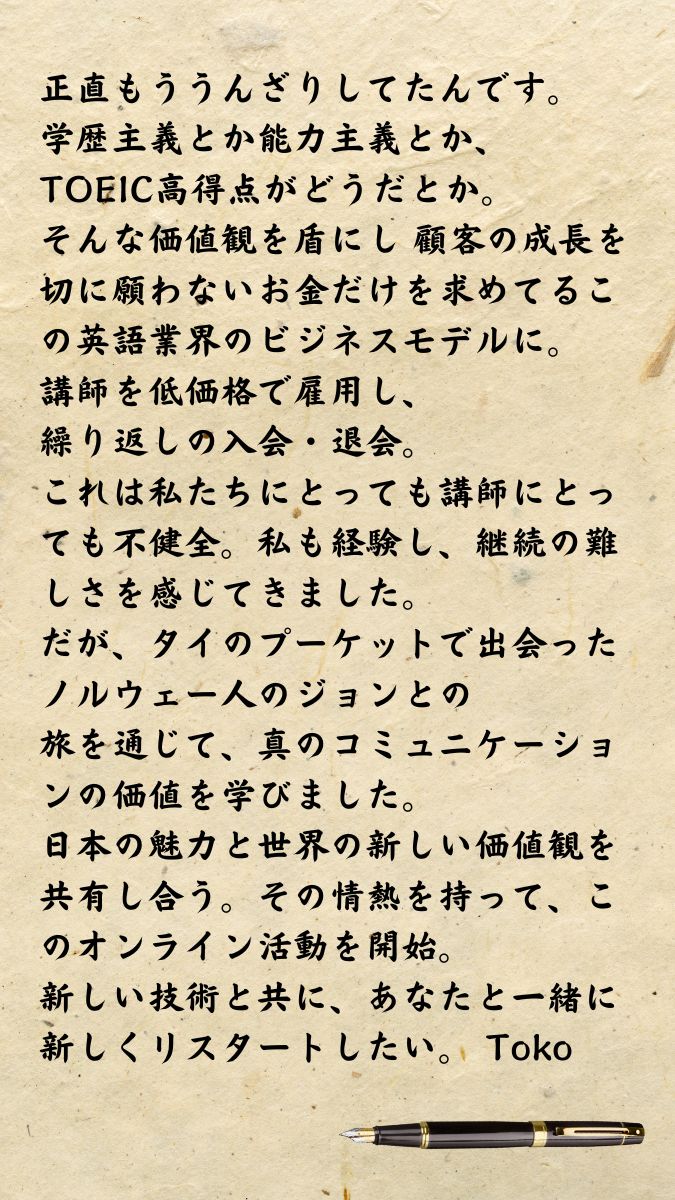 正直もううんざりしてたんです。
学歴主義とか能力主義とか、
TOEIC高得点がどうだとか。
そんな価値観を盾にし 顧客の成長を
切に願わないお金だけを求めてるこ
の英語業界のビジネスモデルに。
講師を低価格で雇用し、
繰り返しの入会・退会。
これは私たちにとっても講師にとっ
ても不健全。私も経験し、継続の難
しさを感じてきました。
だが、タイのプーケットで出会った
ノルウェー人のジョンとの
旅を通じて、真のコミュニケーショ
ンの価値を学びました。
日本の魅力と世界の新しい価値観を
共有し合う。その情熱を持って、こ
のオンライン活動を開始。
新しい技術と共に、あなたと一緒に
新しくリスタートしたい。 Toko